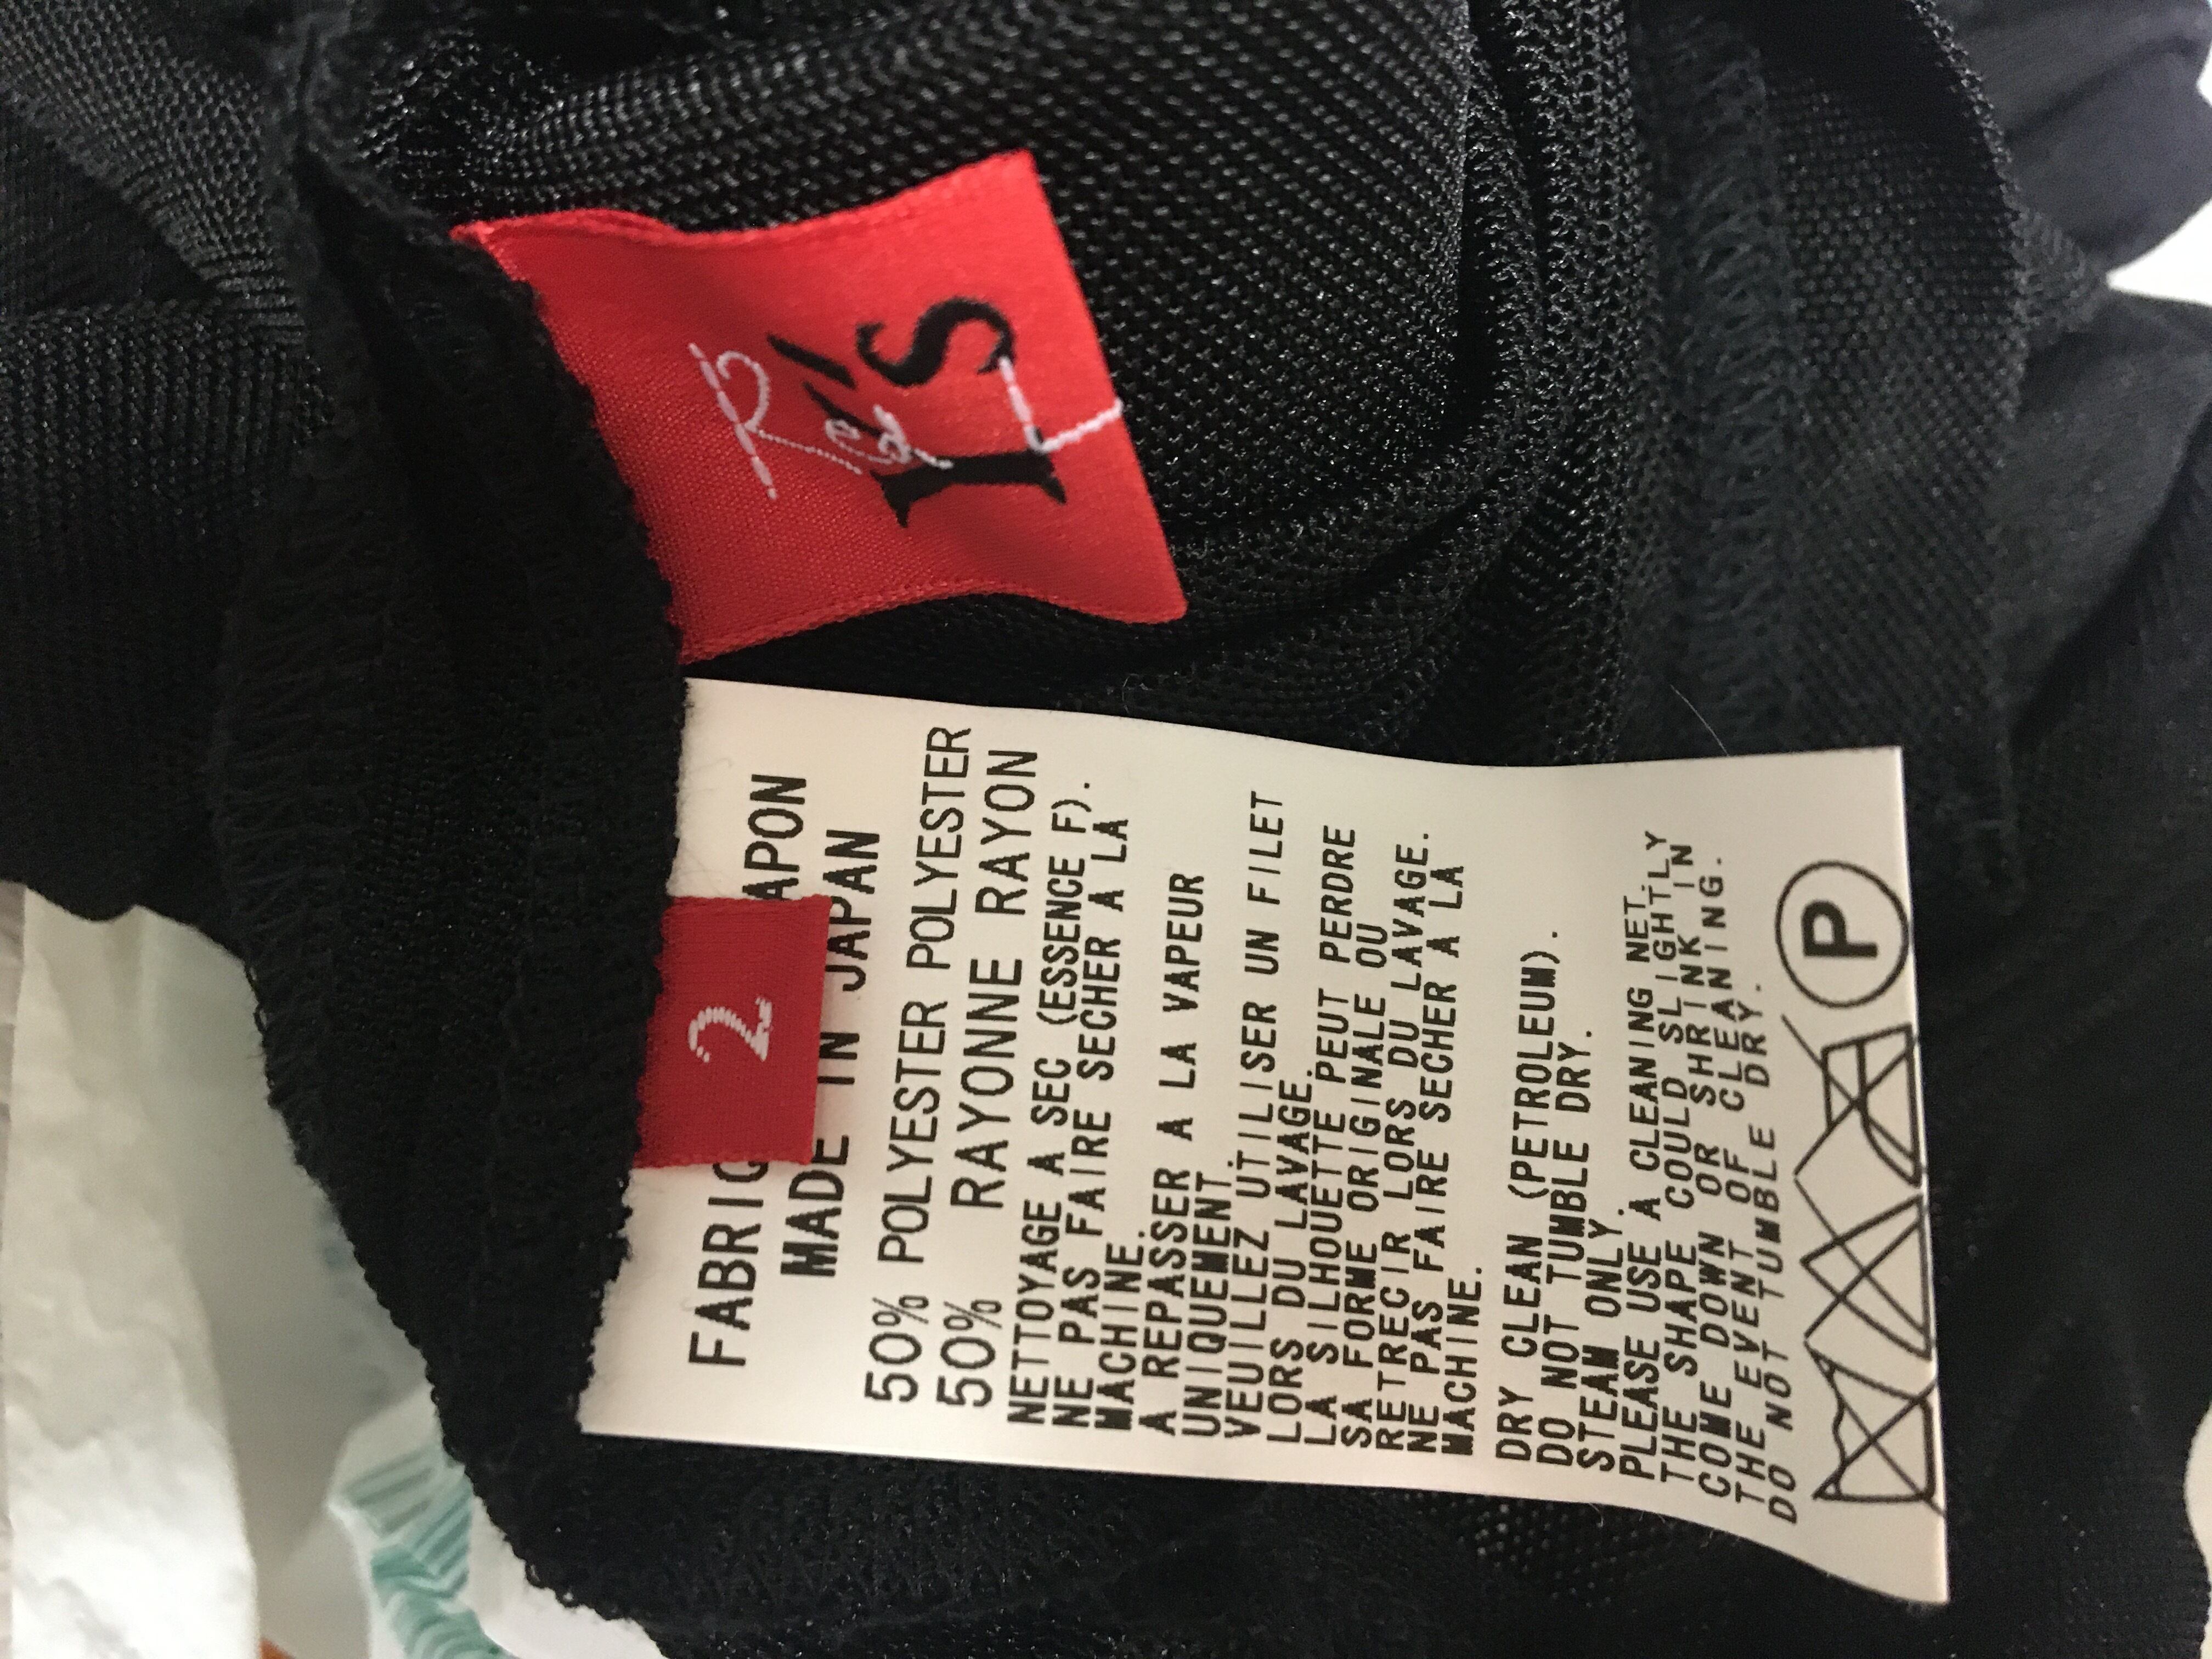 Y's
Red
L
2
FABRIQ APON
MADE IN JAPAN
50% POLYESTER POLYESTER
50% RAYONNE RAYON
NETTOYAGE A SEC (ESSENCE F).
NE PAS FAIRE SECHER A LA
MACHINE.
A REPASSER A LA VAPEUR
UNIQUEMENT.
VEUILLEZ UTILISER UN FILET
LORS DU LAVAGE.
LA SILHOUETTE PEUT PERDRE
SA FORME ORIGINALE OU
RETRECIR LORS DU LAVAGE.
NE PAS FAIRE SECHER A LA
MACHINE.
DRY CLEAN (PETROLEUM).
DO NOT TUMBLE DRY.
STEAM ONLY.
PLEASE USE A CLEANING NET.
THE SHAPE COULD SLIGHTLY
COME DOWN OR SHRINK IN
THE EVENT OF CLEANING.
DO NOT TUMBLE DRY.
P